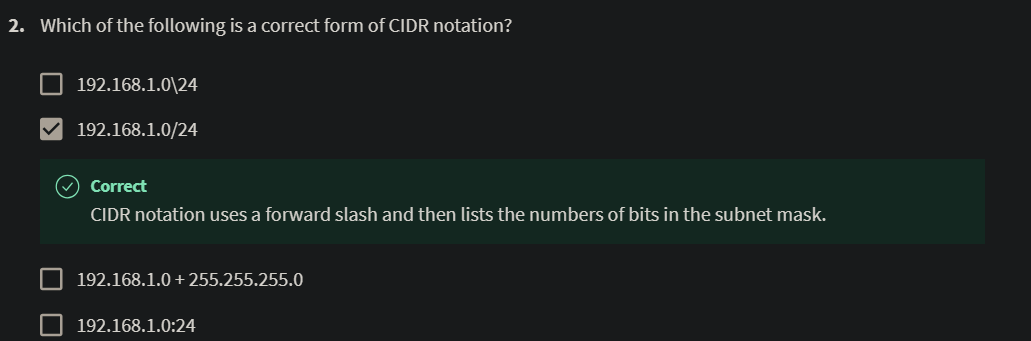 2. Which of the following is a correct form of CIDR notation?
192.168.1.0\24
192.168.1.0/24
Correct
CIDR notation uses a forward slash and then lists the numbers of bits in the subnet mask.
192.168.1.0 + 255.255.255.0
192.168.1.0:24